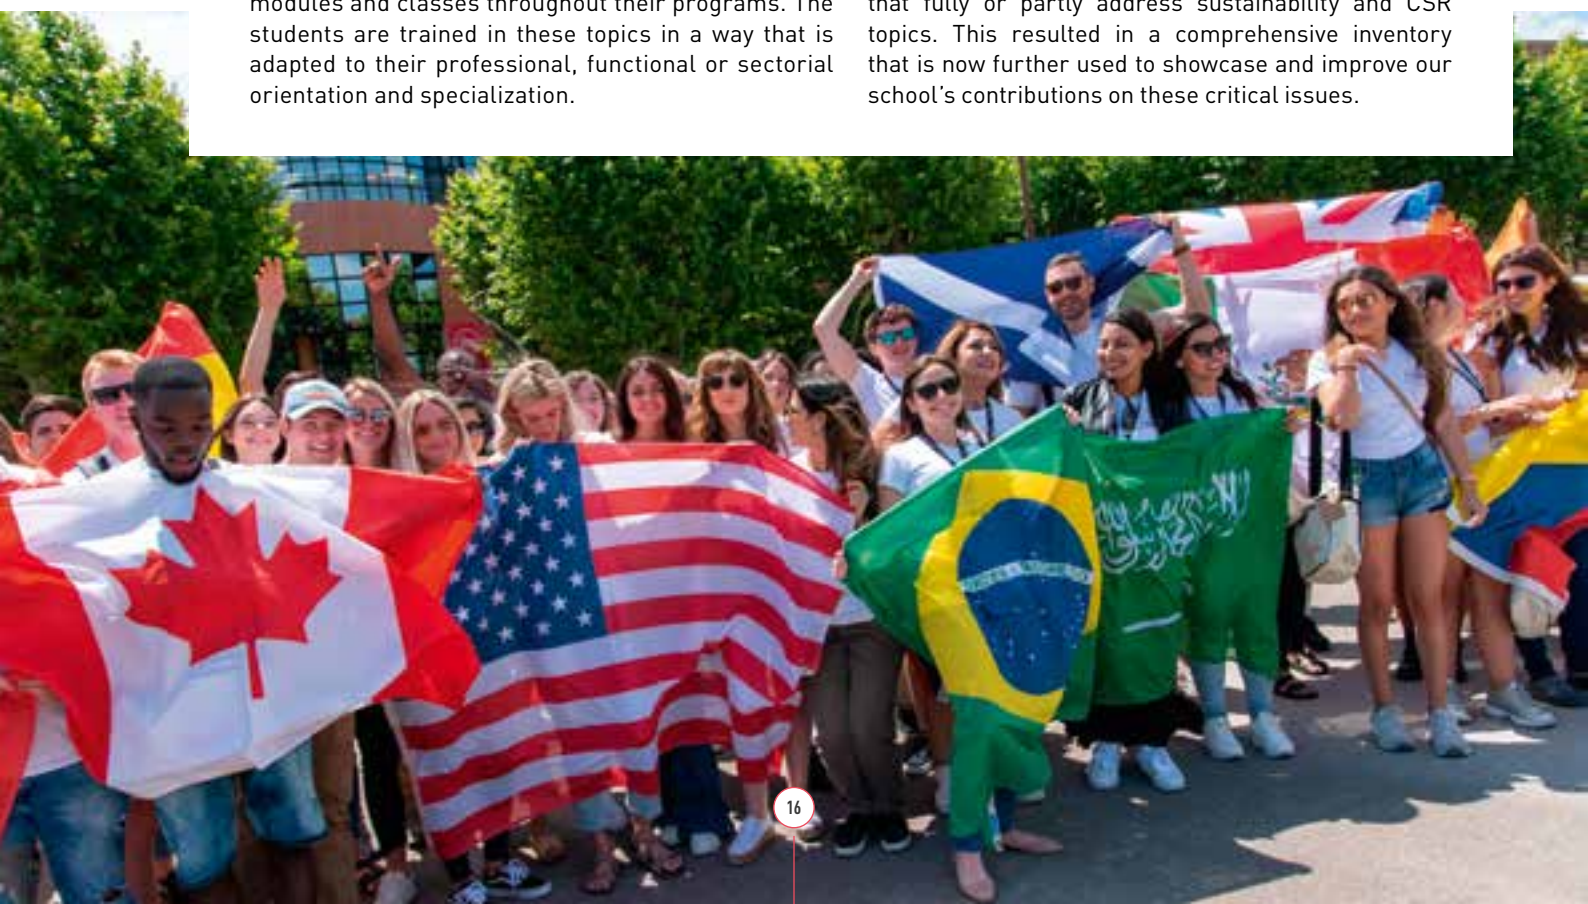 modules and classes throughout their programs. The
students are trained in these topics in a way that is
adapted to their professional, functional or sectorial
orientation and specialization.
that fully or partly address sustainability and CSR
topics. This resulted in a comprehensive inventory
that is now further used to showcase and improve our
school’s contributions on these critical issues.
16